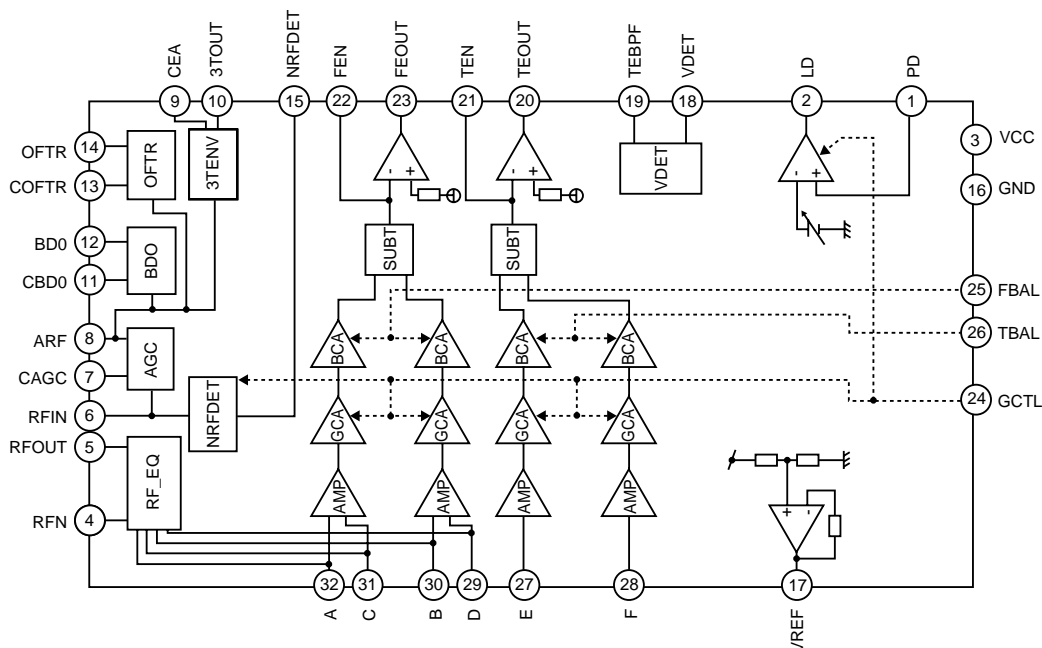 CEA
3TOUT
NRFDET
FEN
FEOUT
TEN
TEOUT
TEBPF
VDET
LD
PD
9
10
15
22
23
21
20
19
18
2
1
OFTR
14
COFTR
13
OFTR
3TENV
BD0
12
CBD0
11
BDO
ARF
8
CAGC
7
AGC
RFIN
6
NRFDET
RFOUT
5
RFN
4
RF_EQ
- +
- +
VDET
- +
3
VCC
16
GND
SUBT
SUBT
25
FBAL
26
TBAL
24
GCTL
BCA
BCA
BCA
BCA
GCA
GCA
GCA
GCA
AMP
AMP
AMP
AMP
+ -
32
31
30
29
27
28
17
A
C
B
D
E
F
VREF